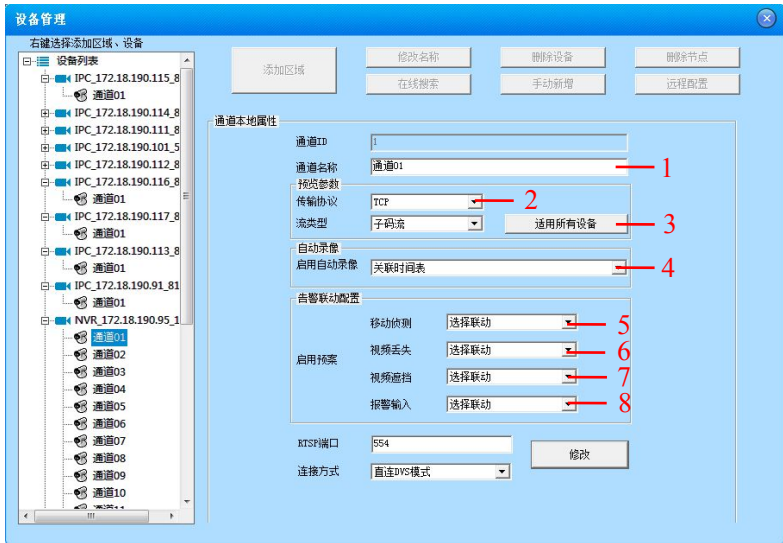 设备管理
右键选择添加区域、设备
设备列表
IPC_172.18.190.115_8
通道01
IPC_172.18.190.114_8
IPC_172.18.190.111_8
IPC_172.18.190.101_5
IPC_172.18.190.112_8
IPC_172.18.190.116_8
通道01
IPC_172.18.190.117_8
通道01
IPC_172.18.190.113_8
通道01
IPC_172.18.190.91_81
通道01
NVR_172.18.190.95_1
通道01
通道02
通道03
通道04
通道05
通道06
通道07
通道08
通道09
通道10
添加区域
修改名称
删除设备
删除节点
在线搜索
手动新增
远程配置
通道本地属性
通道ID 1
通道名称 通道01 1
预览参数
传输协议 TCP 2
流类型 子码流 适用所有设备 3
自动录像
启用自动录像 关联时间表 4
告警联动配置
启用预案
移动侦测 选择联动 5
视频丢失 选择联动 6
视频遮挡 选择联动 7
报警输入 选择联动 8
RTSP端口 554
修改
连接方式 直连DVS模式